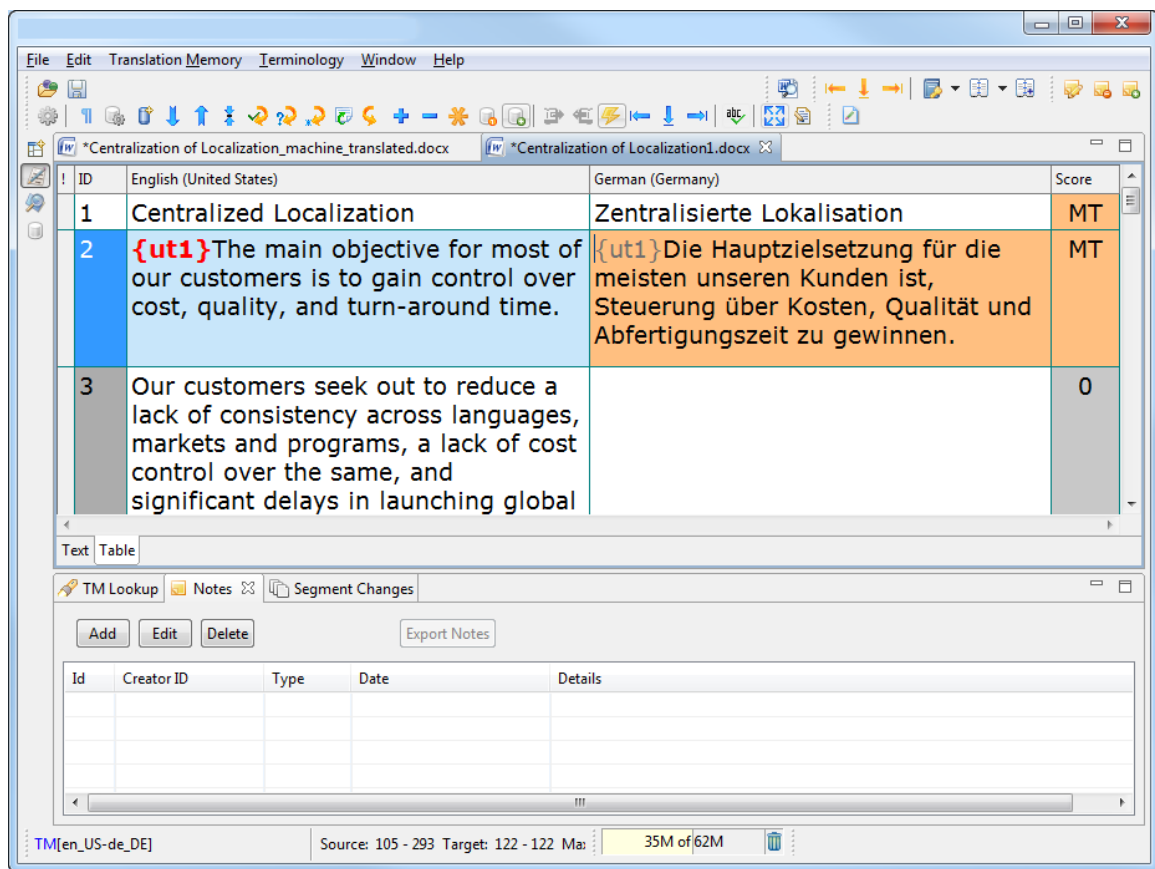 File Edit Translation Memory Terminology Window Help
*Centralization of Localization_machine_translated.docx *Centralization of Localization1.docx
! ID English (United States) German (Germany) Score
1 Centralized Localization Zentralisierte Lokalisation MT
2 {ut1}The main objective for most of {ut1}Die Hauptzielsetzung für die MT
our customers is to gain control over meisten unseren Kunden ist,
cost, quality, and turn-around time. Steuerung über Kosten, Qualität und
Abfertigungszeit zu gewinnen.
3 Our customers seek out to reduce a 0
lack of consistency across languages,
markets and programs, a lack of cost
control over the same, and
significant delays in launching global
Text Table
TM Lookup Notes Segment Changes
Add Edit Delete Export Notes
Id Creator ID Type Date Details
TM[en_US-de_DE] Source: 105 - 293 Target: 122 - 122 Max 35M of 62M